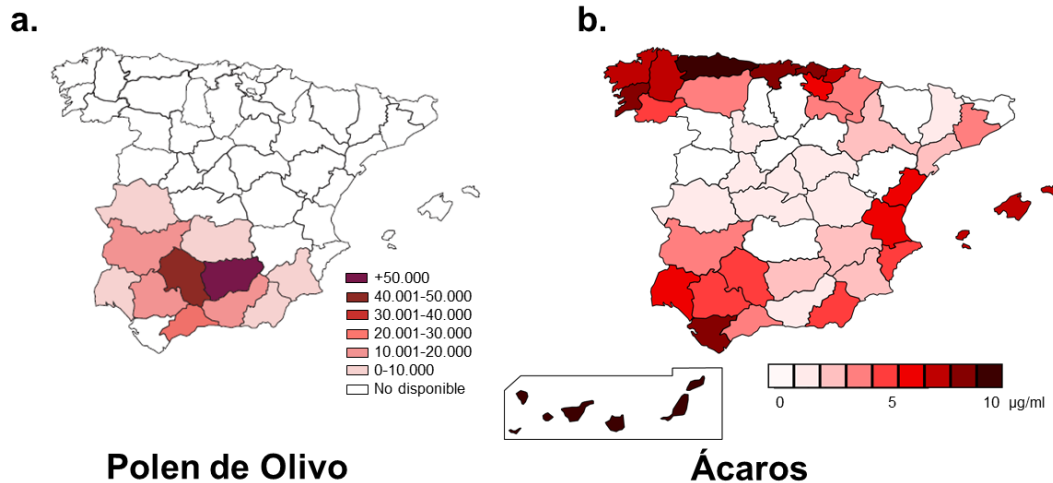 a.
+50.000
40.001-50.000
30.001-40.000
20.001-30.000
10.001-20.000
0-10.000
No disponible
Polen de Olivo
b.
0 5 10 µg/ml
Ácaros